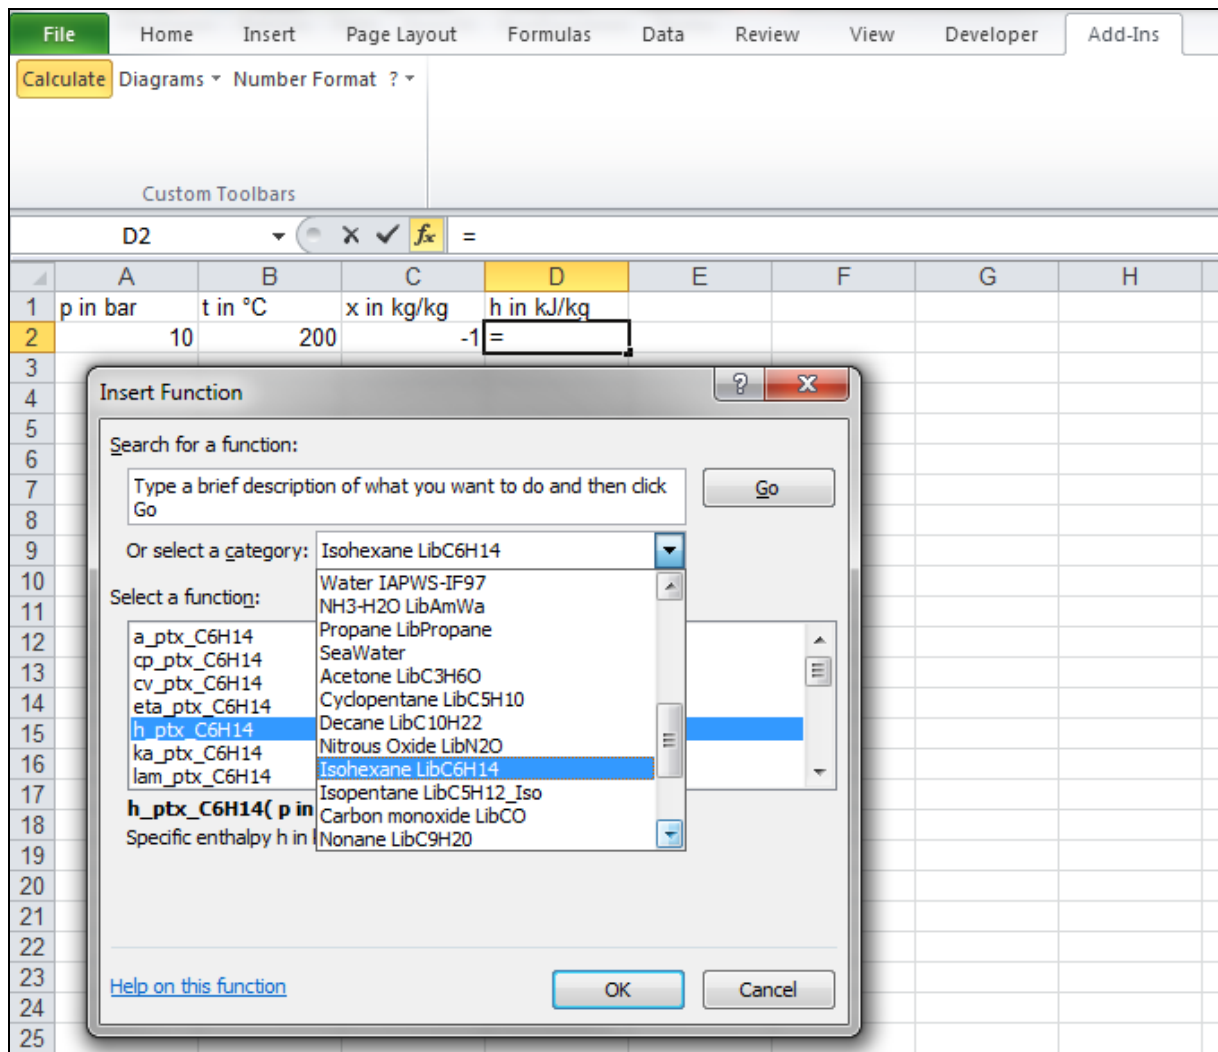 File Home Insert Page Layout Formulas Data Review View Developer Add-Ins
Calculate Diagrams Number Format ?
Custom Toolbars
D2 fx =
A B C D E F G H
1 p in bar t in °C x in kg/kg h in kJ/kg
2 10 200 -1 =
3
4
5
6
7
8
9
10
11
12
13
14
15
16
17
18
19
20
21
22
23
24
25
Insert Function ?
Search for a function:
Type a brief description of what you want to do and then click
Go
Go
Or select a category: Isohexane LibC6H14
Water IAPWS-IF97
NH3-H2O LibAmWa
Propane LibPropane
SeaWater
Acetone LibC3H6O
Cyclopentane LibC5H10
Decane LibC10H22
Nitrous Oxide LibN2O
Isohexane LibC6H14
Isopentane LibC5H12_Iso
Carbon monoxide LibCO
Nonane LibC9H20
Select a function:
a_ptx_C6H14
cp_ptx_C6H14
cv_ptx_C6H14
eta_ptx_C6H14
h_ptx_C6H14
ka_ptx_C6H14
lam_ptx_C6H14
h_ptx_C6H14( p in
Specific enthalpy h in
Help on this function
OK Cancel